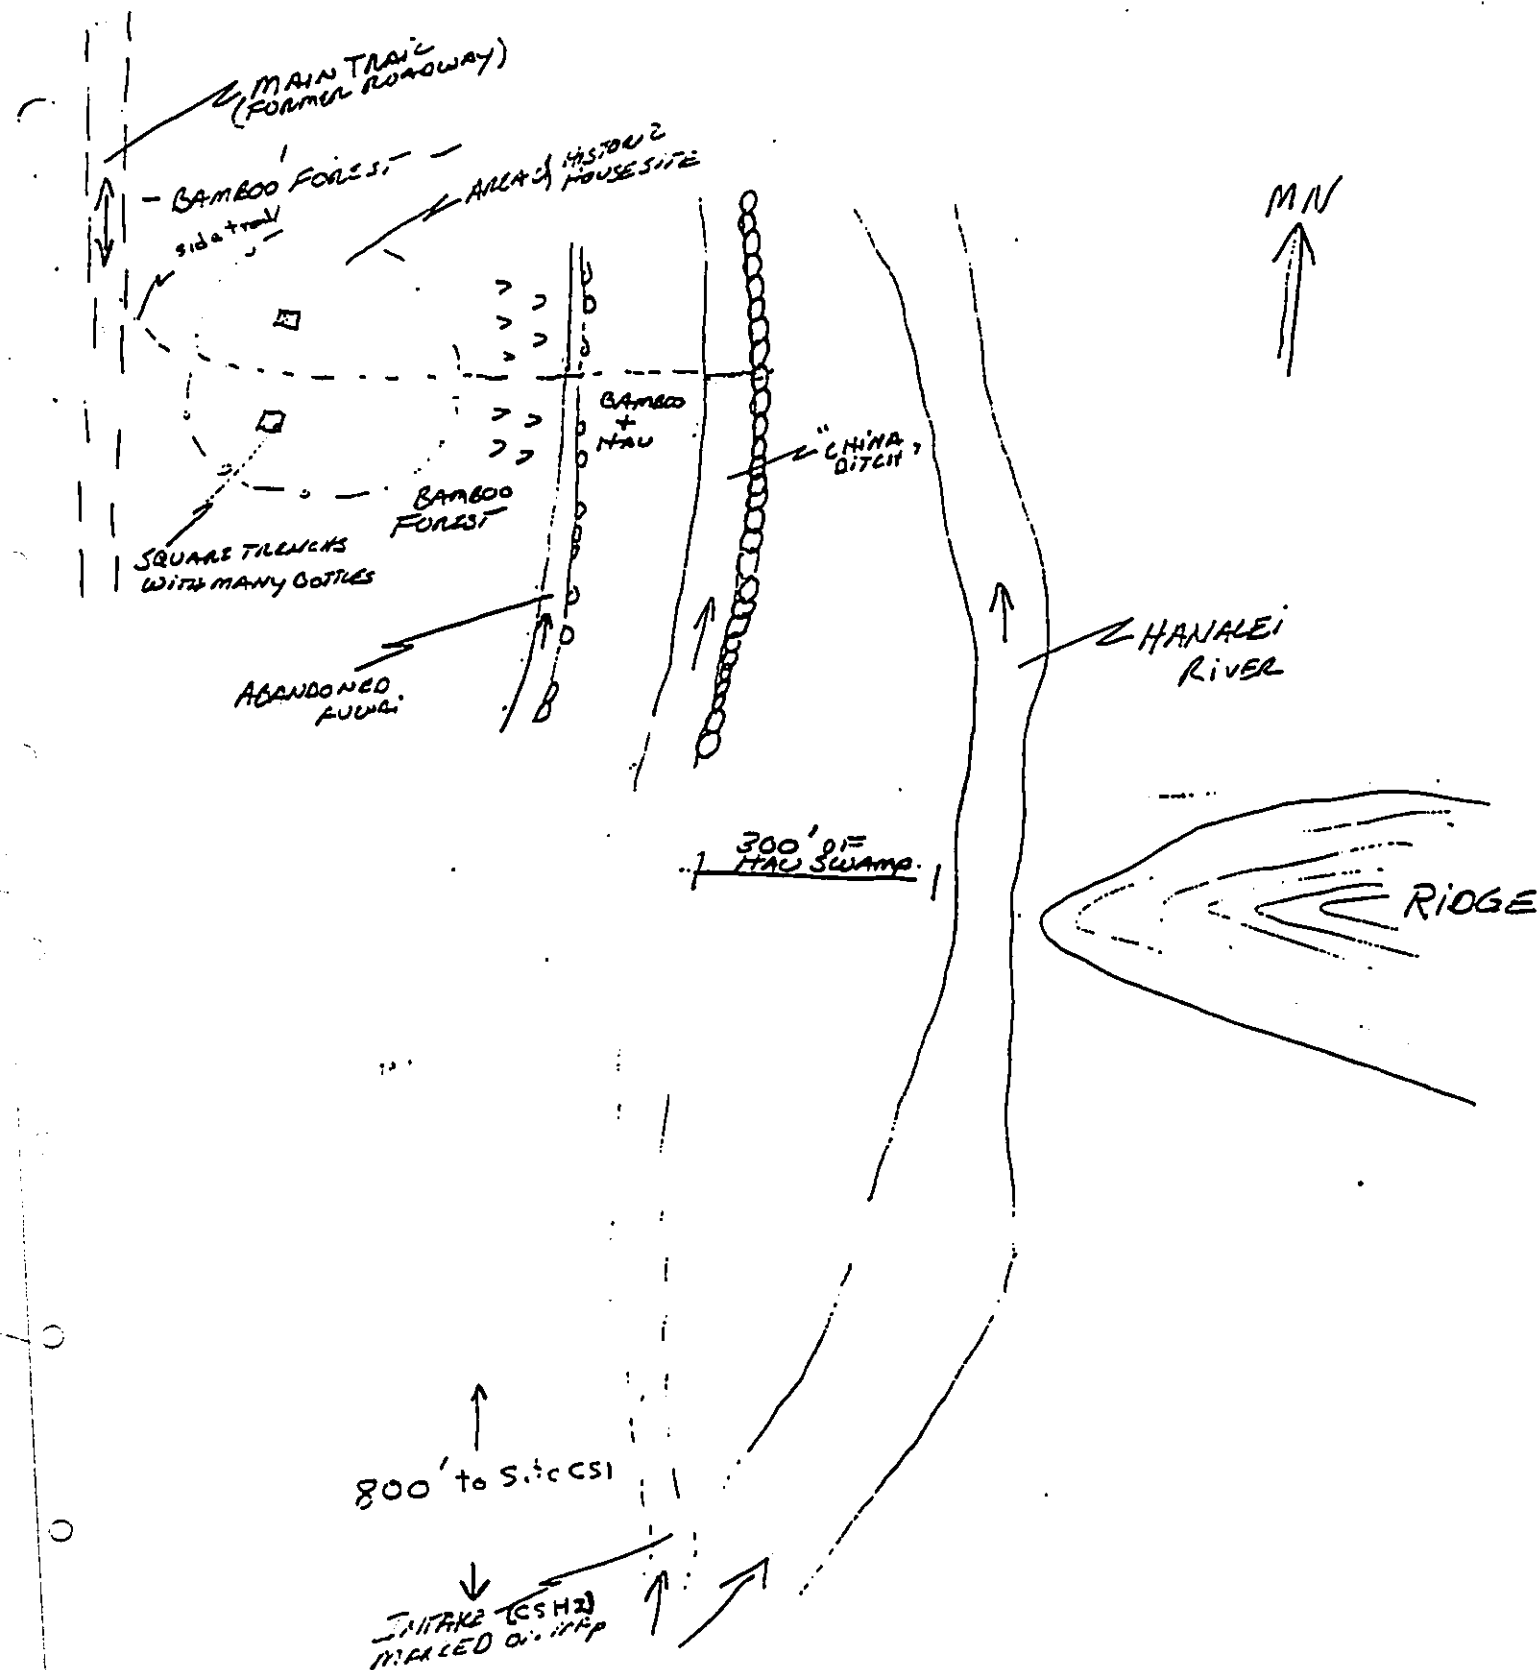 MAIN TRAIL
(FORMER ROADWAY)
BAMBOO FOREST
side trail
AREA OF HISTORIC
HOUSESITE
MN
BAMBOO
+
HAU
"CHINA
DITCH"
BAMBOO
FOREST
SQUARE TRENCHS
WITH MANY BOTTLES
ABANDONED
HANALEI
RIVER
300' OF
HAU SWAMP
RIDGE
800' to Site CS1
INTAKE (CSH2)
MARKED ON MAP